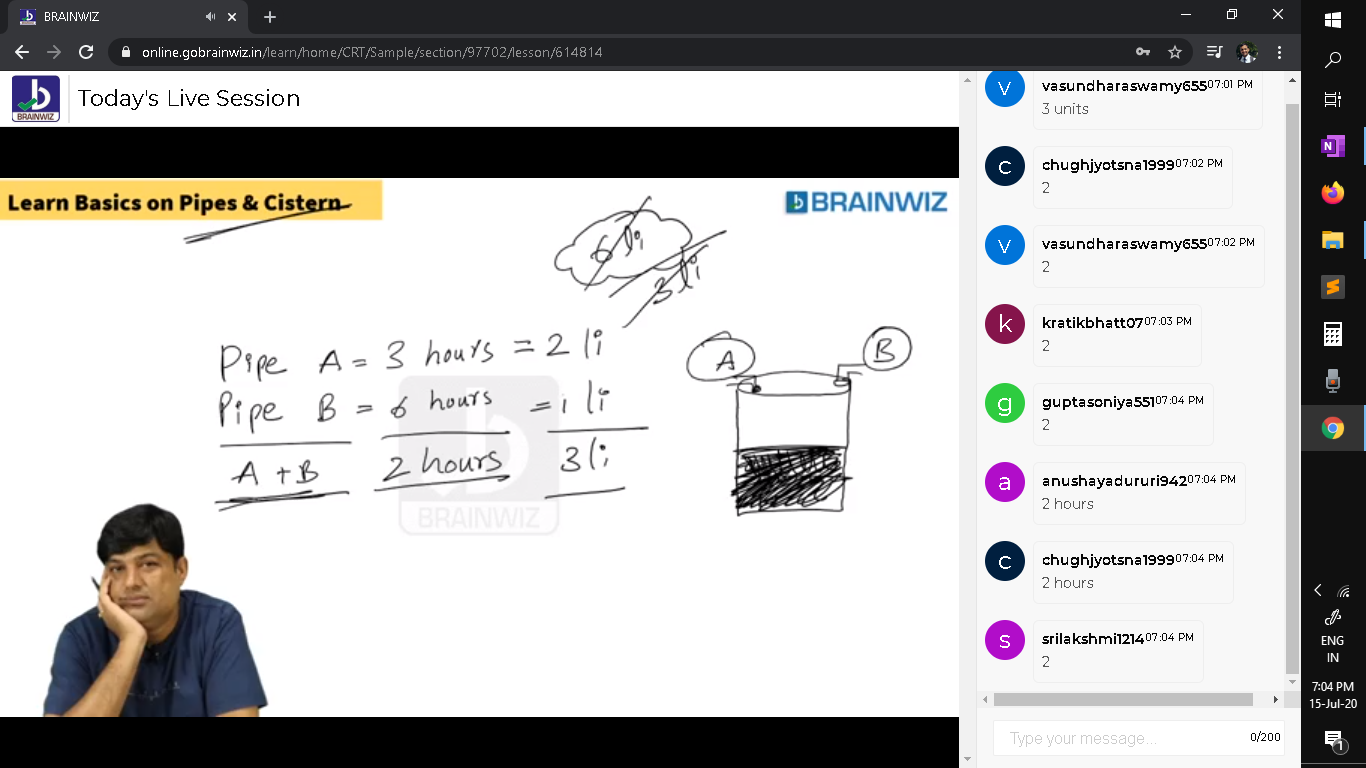 BRAINWIZ
online.gobrainwiz.in/learn/home/CRT/Sample/section/97702/lesson/614814
BRAINWIZ
Today's Live Session
Learn Basics on Pipes & Cistern
BRAINWIZ
6 li
3 li
Pipe A = 3 hours = 2 li
Pipe B = 6 hours = 1 li
A + B 2 hours 3 li
A
B
BRAINWIZ
V
vasundharaswamy655 07:01 PM
3 units
c
chughjyotsna1999 07:02 PM
2
V
vasundharaswamy655 07:02 PM
2
k
kratikbhatt07 07:03 PM
2
g
guptasoniya551 07:04 PM
2
a
anushayadururi942 07:04 PM
2 hours
c
chughjyotsna1999 07:04 PM
2 hours
s
srilakshmi1214 07:04 PM
2
Type your message...
0/200
N
ENG
IN
7:04 PM
15-Jul-20
1